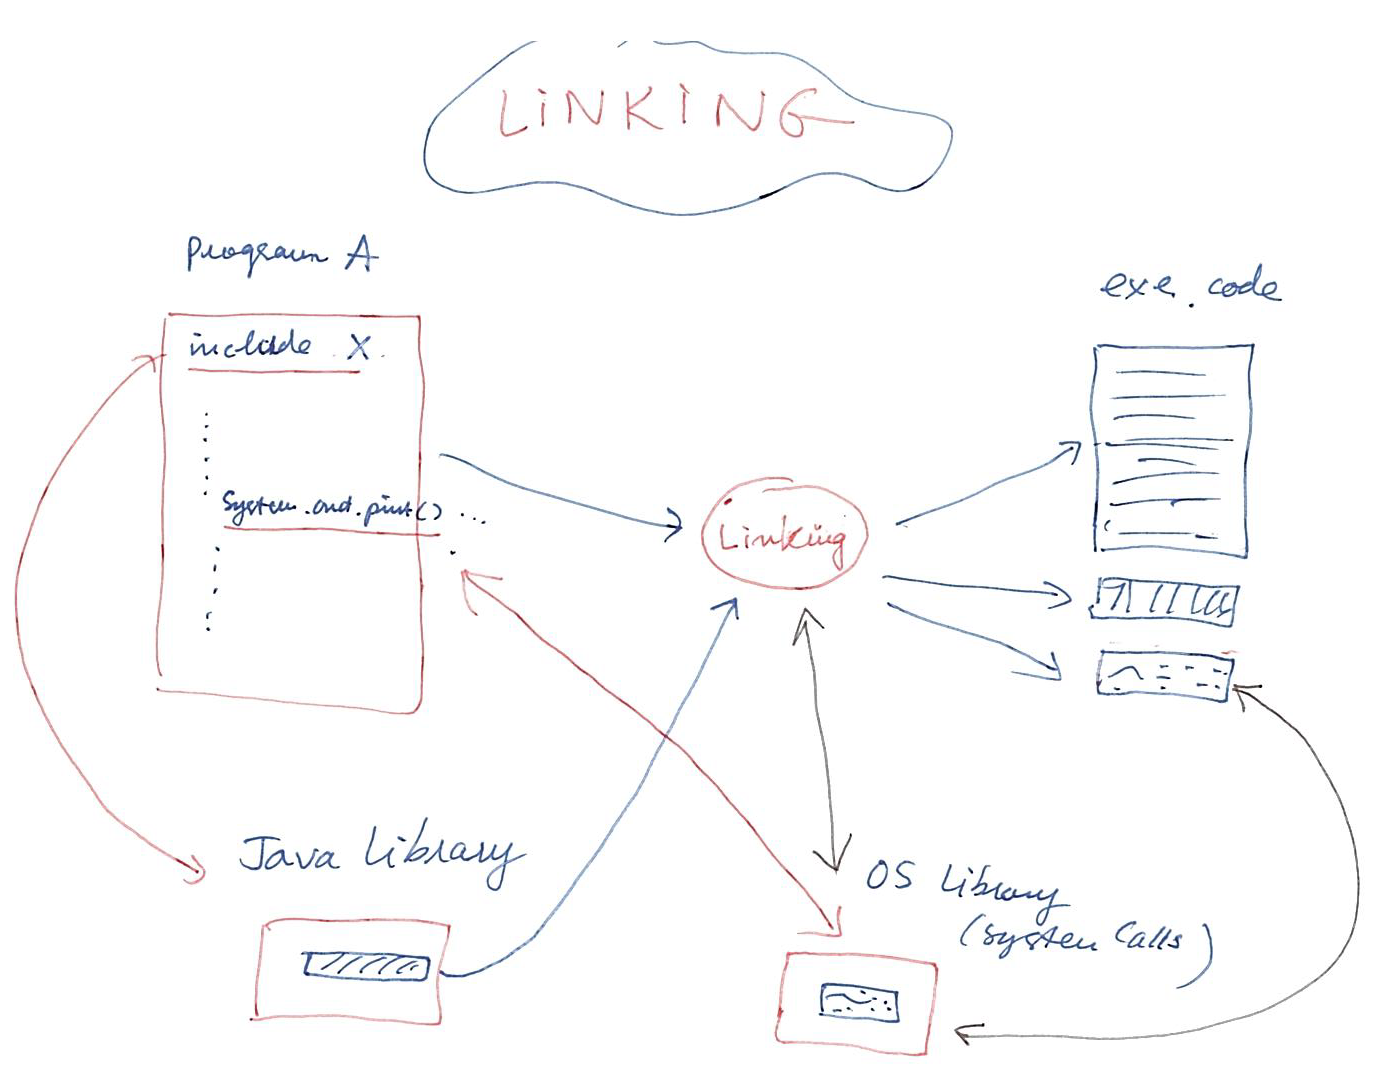 LiNKiNG
Program A
include X.
System.out.print() ...
exe. code
Linking
Java Library
OS Library
(System Calls)